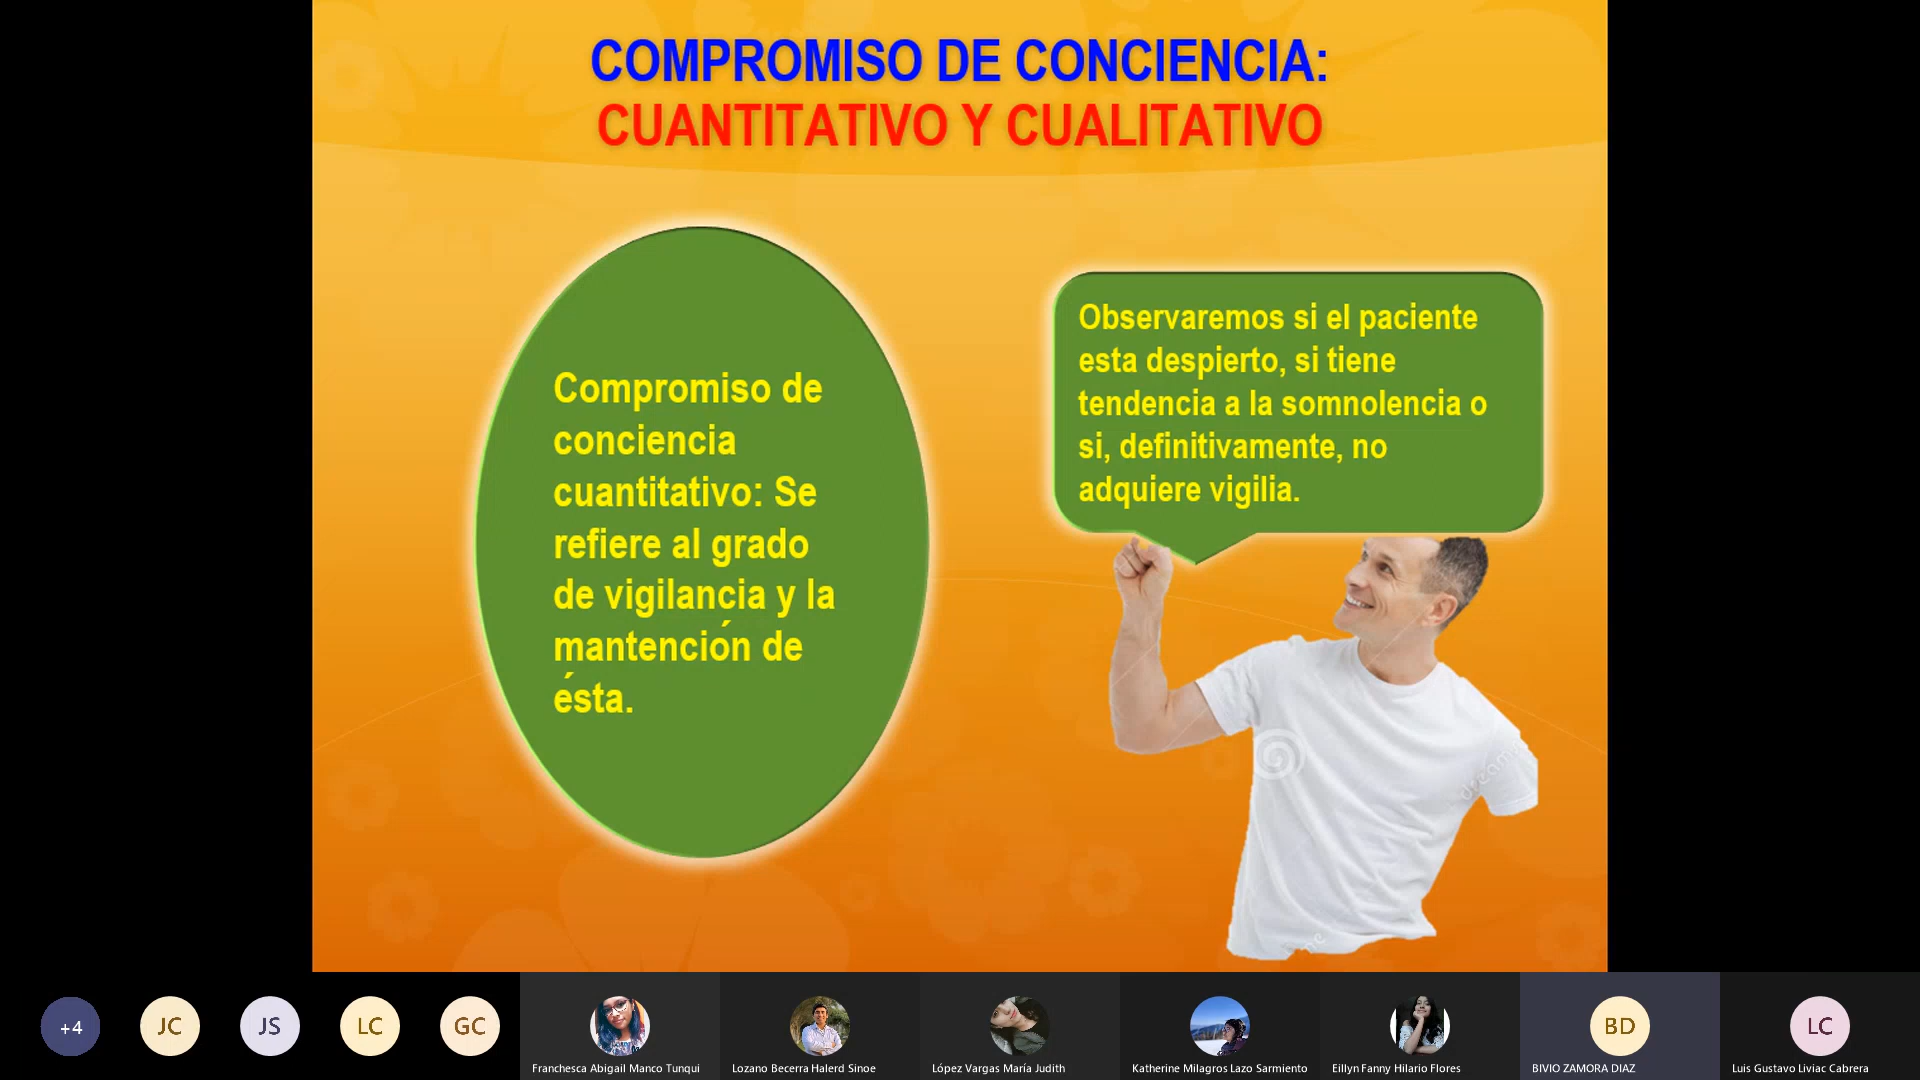 COMPROMISO DE CONCIENCIA:
CUANTITATIVO Y CUALITATIVO
Compromiso de
conciencia
cuantitativo: Se
refiere al grado
de vigilancia y la
mantención de
ésta.
Observaremos si el paciente
esta despierto, si tiene
tendencia a la somnolencia o
si, definitivamente, no
adquiere vigilia.
+4
JC
JS
LC
GC
BD
LC
Franchesca Abigail Manco Tunqui
Lozano Becerra Halerd Sinoe
López Vargas María Judith
Katherine Milagros Lazo Sarmiento
Eillyn Fanny Hilario Flores
BIVIO ZAMORA DIAZ
Luis Gustavo Liviac Cabrera